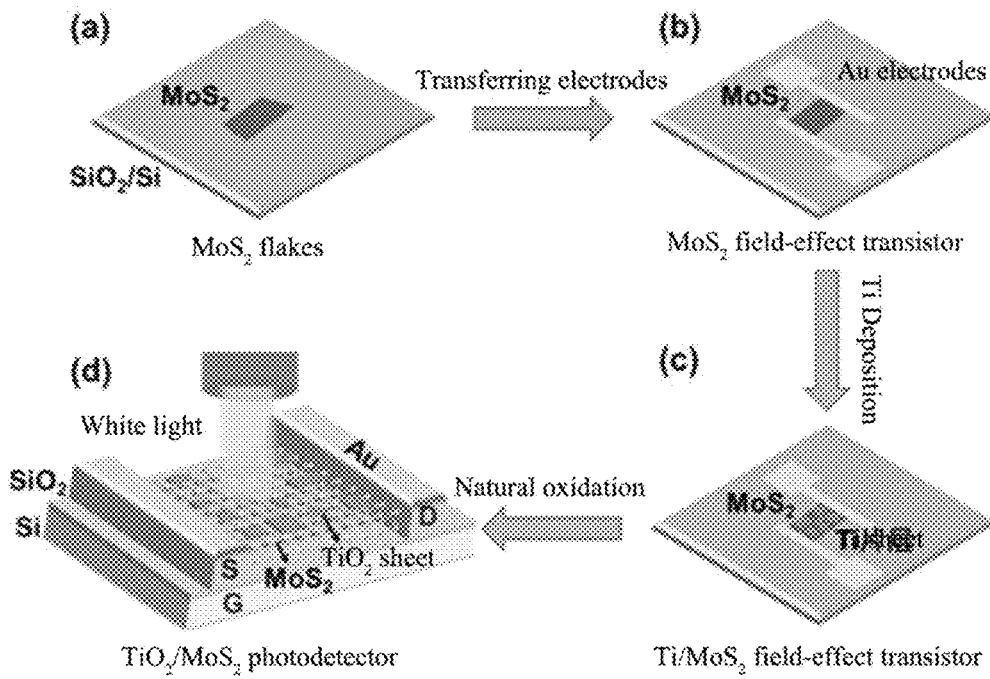 (a)
MoS₂
SiO₂/Si
MoS₂ flakes
Transferring electrodes
(b)
Au electrodes
MoS₂
MoS₂ field-effect transistor
Ti Deposition
(c)
MoS₂
Ti/MoS₂ field-effect transistor
Natural oxidation
(d)
White light
Au
SiO₂
Si
D
TiO₂ sheet
S
MoS₂
G
TiO₂/MoS₂ photodetector